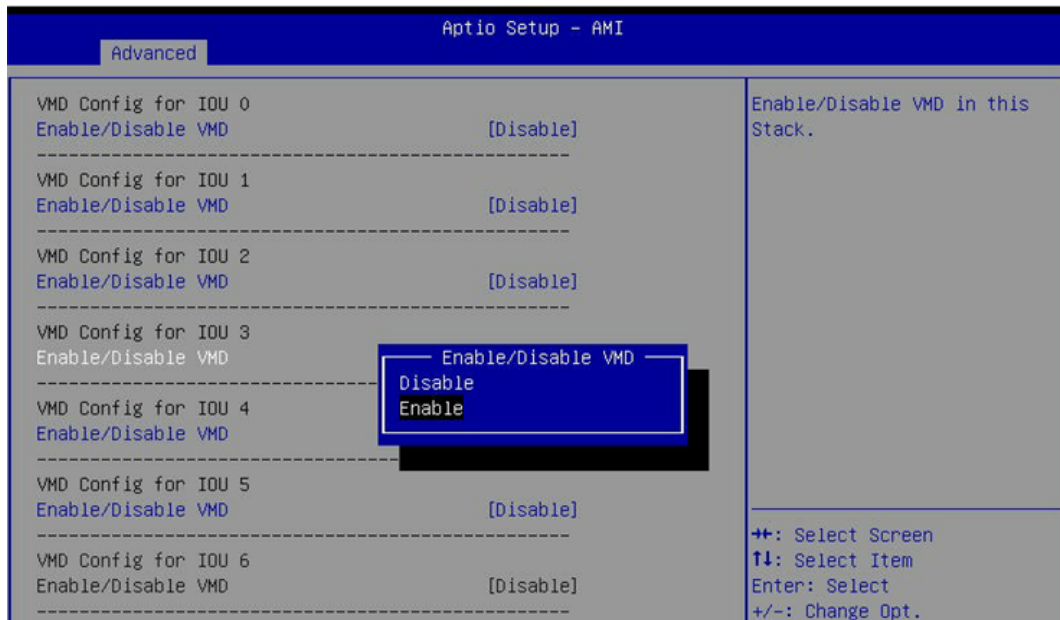 Aptio Setup – AMI
Advanced
VMD Config for IOU 0
Enable/Disable VMD [Disable]
VMD Config for IOU 1
Enable/Disable VMD [Disable]
VMD Config for IOU 2
Enable/Disable VMD [Disable]
VMD Config for IOU 3
Enable/Disable VMD
VMD Config for IOU 4
Enable/Disable VMD
VMD Config for IOU 5
Enable/Disable VMD [Disable]
VMD Config for IOU 6
Enable/Disable VMD [Disable]
Enable/Disable VMD
Disable
Enable
Enable/Disable VMD in this
Stack.
→←: Select Screen
↑↓: Select Item
Enter: Select
+/-: Change Opt.